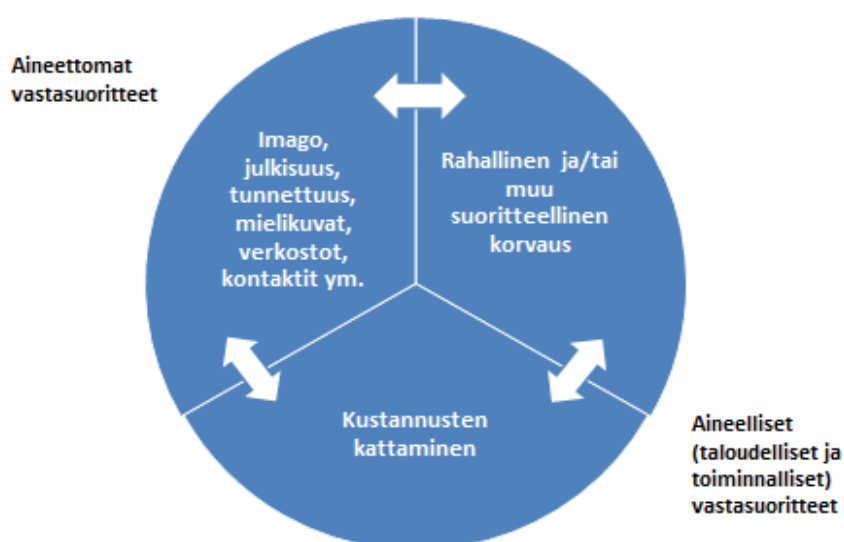 Aineettomat
vastasuoritteet
Imago,
julkisuus,
tunnettuus,
mielikuvat,
verkostot,
kontaktit ym.
Rahallinen ja/tai
muu
suoritteellinen
korvaus
Kustannusten
kattaminen
Aineelliset
(taloudelliset ja
toiminnalliset)
vastasuoritteet